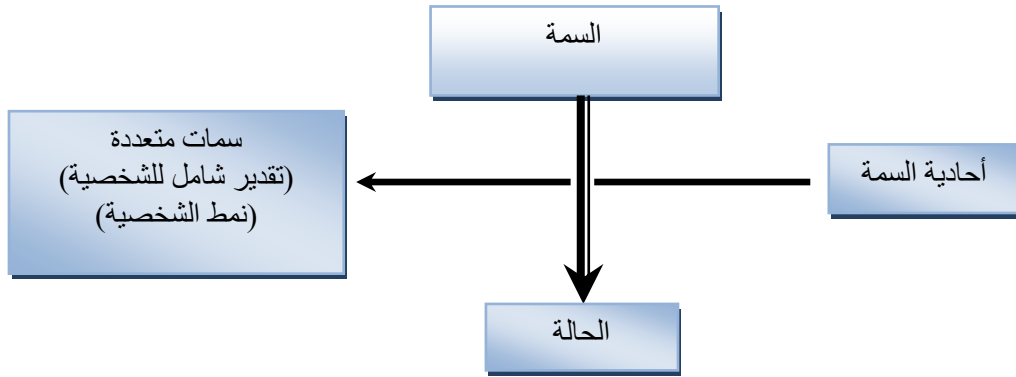 السمة
أحادية السمة
سمات متعددة
(تقدير شامل للشخصية)
(نمط الشخصية)
الحالة